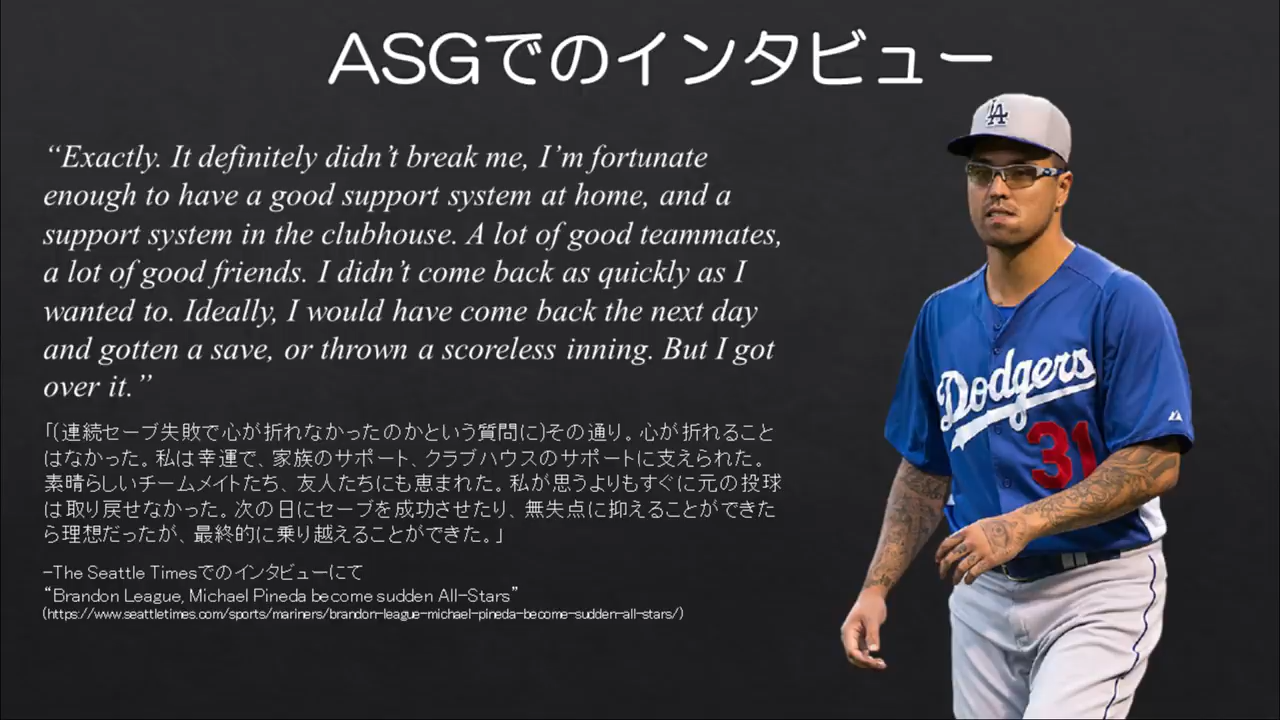 ASGでのインタビュー
“Exactly. It definitely didn’t break me, I’m fortunate
enough to have a good support system at home, and a
support system in the clubhouse. A lot of good teammates,
a lot of good friends. I didn’t come back as quickly as I
wanted to. Ideally, I would have come back the next day
and gotten a save, or thrown a scoreless inning. But I got
over it.”
「(連続セーブ失敗で心が折れなかったのかという質問に)その通り。心が折れること
はなかった。私は幸運で、家族のサポート、クラブハウスのサポートに支えられた。
素晴らしいチームメイトたち、友人たちにも恵まれた。私が思うよりもすぐに元の投球
は取り戻せなかった。次の日にセーブを成功させたり、無失点に抑えることができた
ら理想だったが、最終的に乗り越えることができた。」
–The Seattle Timesでのインタビューにて
“Brandon League, Michael Pineda become sudden All-Stars”
(https://www.seattletimes.com/sports/mariners/brandon-league-michael-pineda-become-sudden-all-stars/)
LA
Dodgers
31